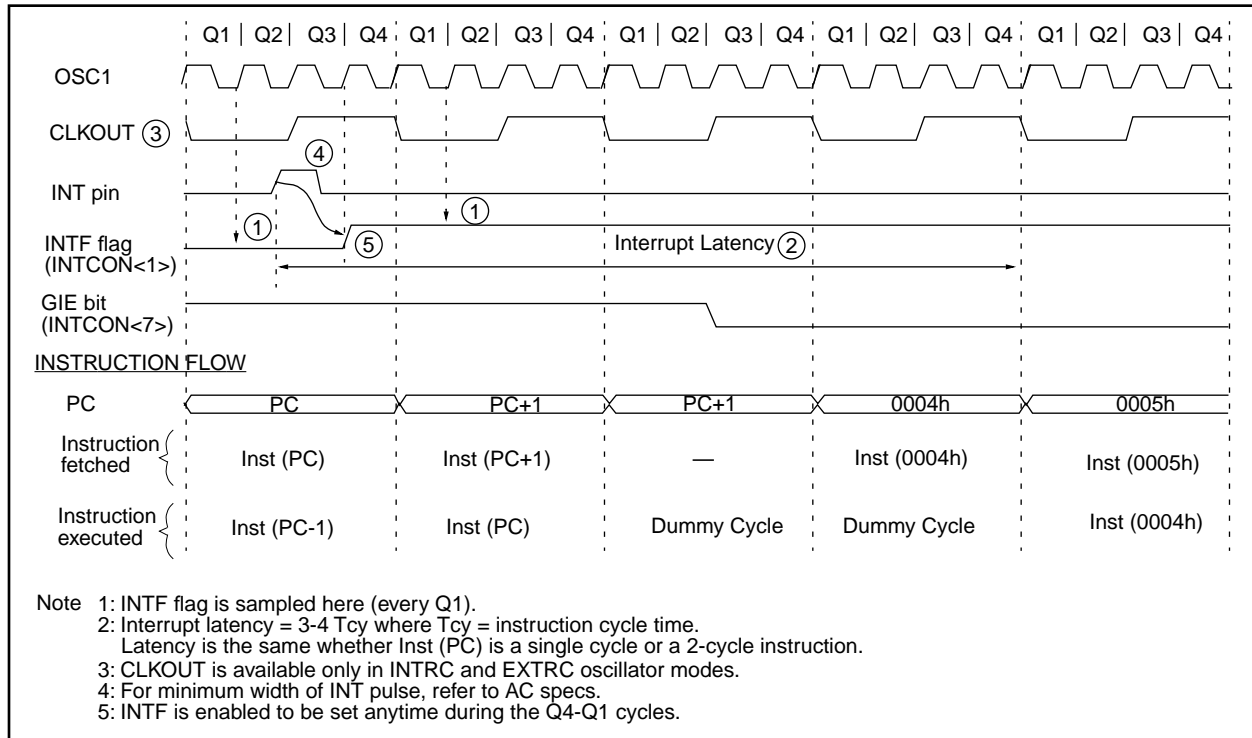 Q1 | Q2 | Q3 | Q4 Q1 | Q2 | Q3 | Q4 Q1 | Q2 | Q3 | Q4 Q1 | Q2 | Q3 | Q4 Q1 | Q2 | Q3 | Q4
OSC1
CLKOUT ③
④
INT pin
① ①
INTF flag
(INTCON<1>)
⑤
Interrupt Latency ②
GIE bit
(INTCON<7>)
INSTRUCTION FLOW
PC PC PC+1 PC+1 0004h 0005h
Instruction
fetched
Inst (PC) Inst (PC+1) — Inst (0004h) Inst (0005h)
Instruction
executed
Inst (PC-1) Inst (PC) Dummy Cycle Dummy Cycle Inst (0004h)
Note 1: INTF flag is sampled here (every Q1).
2: Interrupt latency = 3-4 Tcy where Tcy = instruction cycle time.
Latency is the same whether Inst (PC) is a single cycle or a 2-cycle instruction.
3: CLKOUT is available only in INTRC and EXTRC oscillator modes.
4: For minimum width of INT pulse, refer to AC specs.
5: INTF is enabled to be set anytime during the Q4-Q1 cycles.